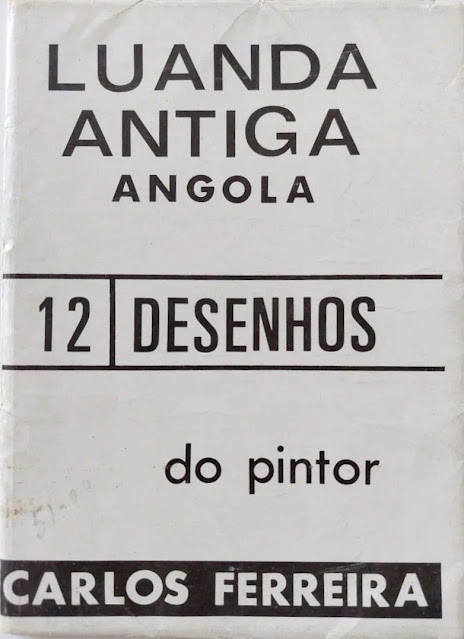 LUANDA
ANTIGA
ANGOLA
12 DESENHOS
do pintor
CARLOS FERREIRA